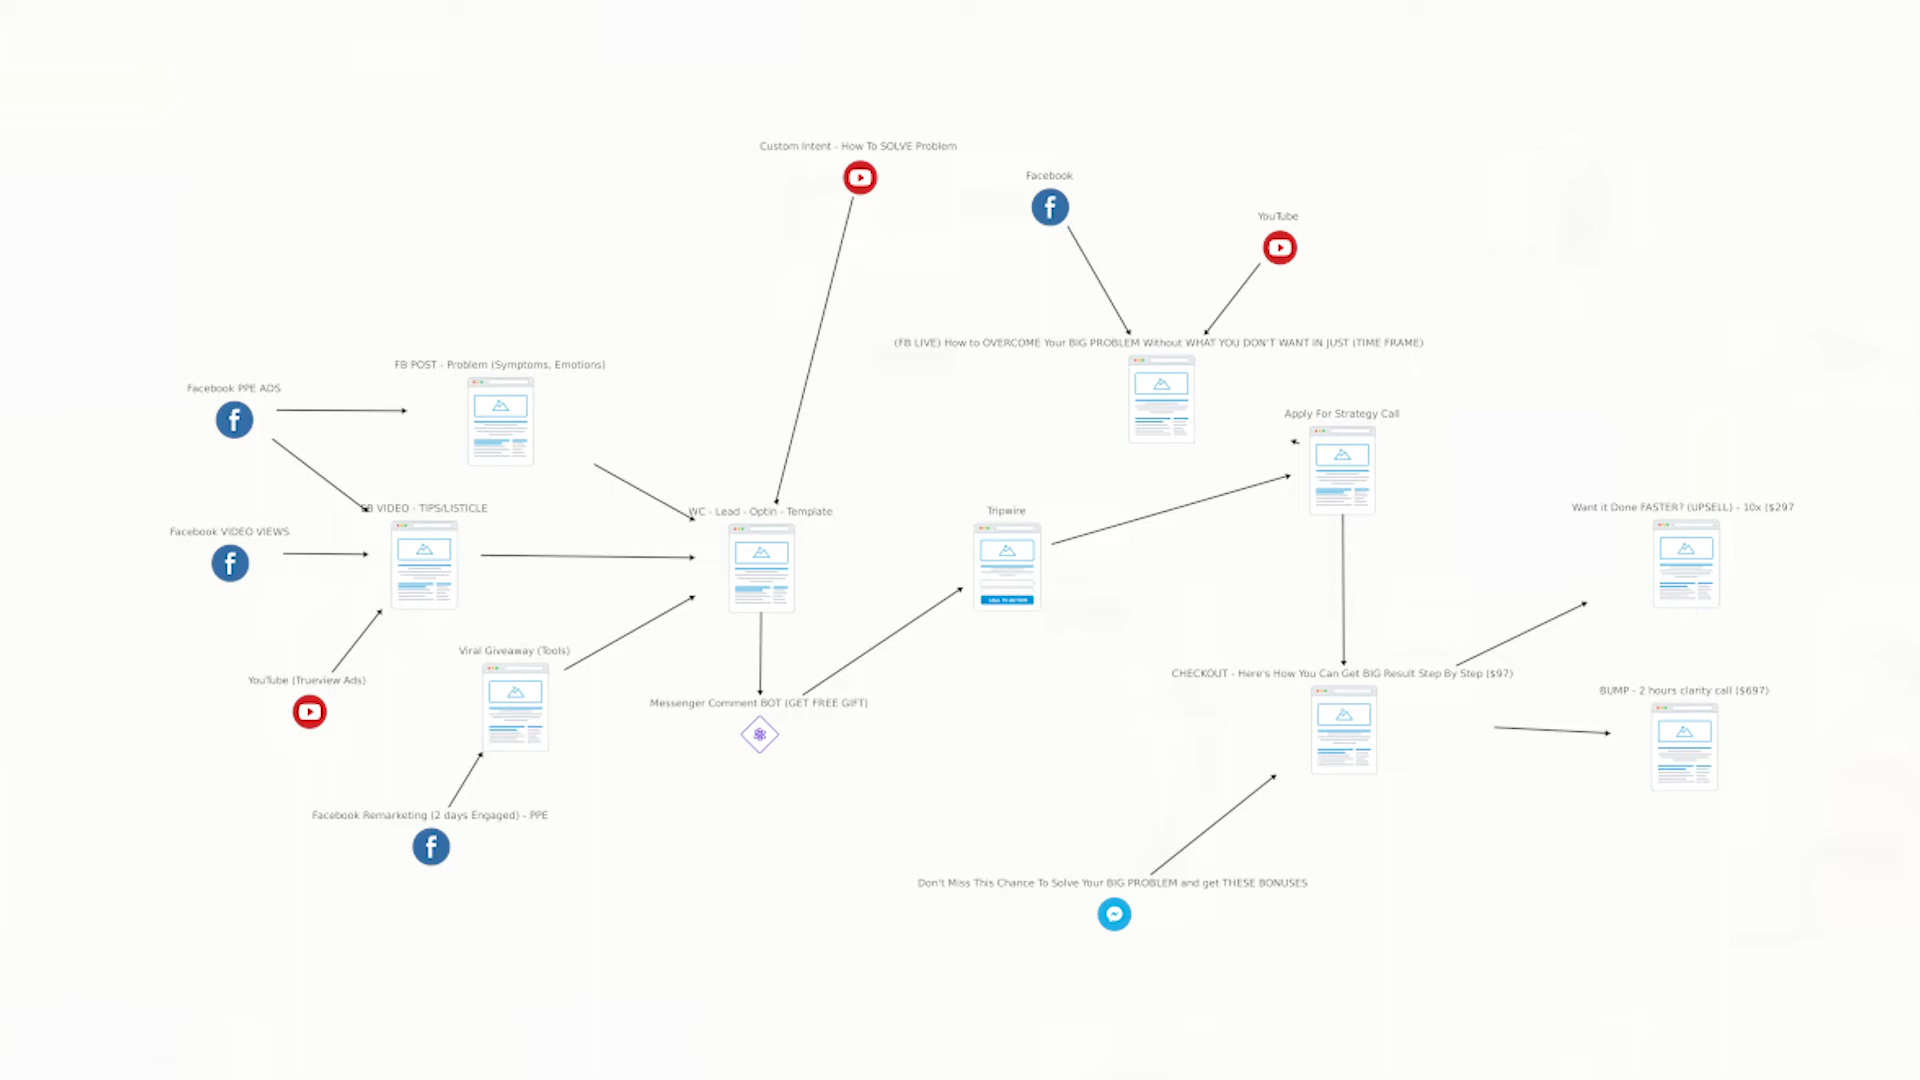 Custom Intent - How To SOLVE Problem
Facebook
YouTube
(FB LIVE) How to OVERCOME Your BIG PROBLEM Without WHAT YOU DON'T WANT IN JUST (TIME FRAME)
FB POST - Problem (Symptoms, Emotions)
Facebook PPE ADS
Apply For Strategy Call
FB VIDEO - TIPS/LISTICLE
WC - Lead - Optin - Template
Tripwire
Want it Done FASTER? (UPSELL) - 10x ($297
Facebook VIDEO VIEWS
CALL TO ACTION
Viral Giveaway (Tools)
YouTube (Trueview Ads)
Messenger Comment BOT (GET FREE GIFT)
CHECKOUT - Here's How You Can Get BIG Result Step By Step ($97)
BUMP - 2 hours clarity call ($697)
Facebook Remarketing (2 days Engaged) - PPE
Don't Miss This Chance To Solve Your BIG PROBLEM and get THESE BONUSES